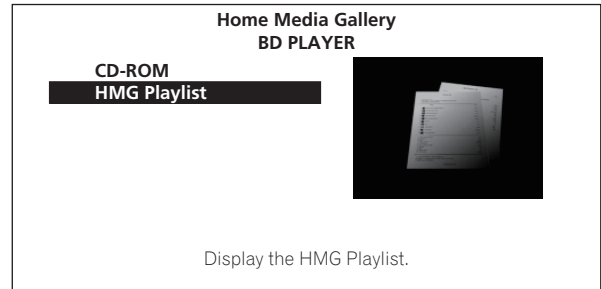 Home Media Gallery
BD PLAYER
CD-ROM
HMG Playlist
Display the HMG Playlist.